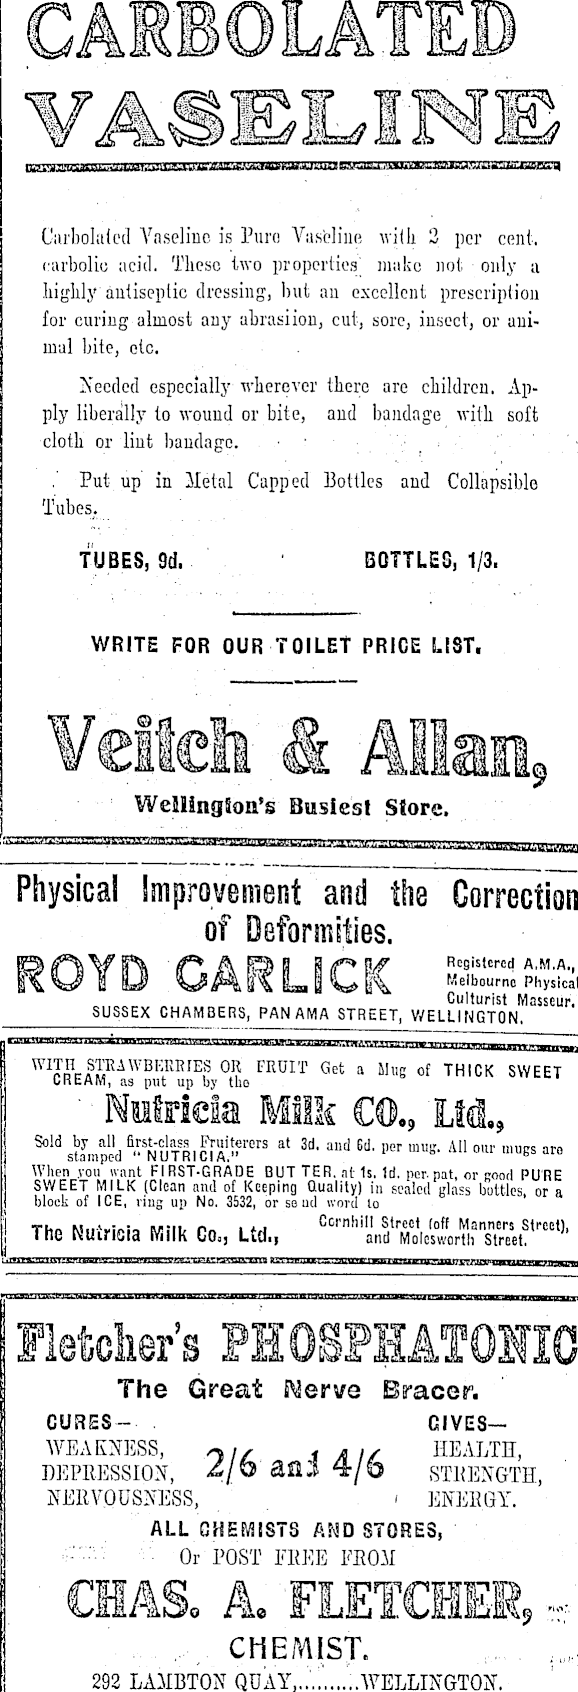 CARBOLATED
VASELINE
Carbolated Vaseline is Pure Vaseline with 2 per cent.
carbolic acid. These two properties make not only a
highly antiseptic dressing, but an excellent prescription
for curing almost any abrasiion, cut, sore, insect, or ani-
mal bite, etc.
Needed especially wherever there are children. Ap-
ply liberally to wound or bite, and bandage with soft
cloth or lint bandage.
Put up in Metal Capped Bottles and Collapsible
Tubes.
TUBES, 9d. BOTTLES, 1/3.
WRITE FOR OUR TOILET PRICE LIST.
Veitch & Allan,
Wellington's Busiest Store.
Physical Improvement and the Correction
of Deformities.
ROYD GARLICK
Registered A.M.A.,
Melbourne Physical
Culturist Masseur.
SUSSEX CHAMBERS, PANAMA STREET, WELLINGTON.
WITH STRAWBERRIES OR FRUIT Get a Mug of THICK SWEET
CREAM, as put up by the
Nutricia Milk CO., Ltd.,
Sold by all first-class Fruiterers at 3d. and 6d. per mug. All our mugs are
stamped "NUTRICIA."
When you want FIRST-GRADE BUTTER, at 1s. 1d. per pat, or good PURE
SWEET MILK (Clean and of Keeping Quality) in sealed glass bottles, or a
block of ICE, ring up No. 3532, or send word to
The Nutricia Milk Co., Ltd.,
Cornhill Street (off Manners Street),
and Molesworth Street.
Fletcher's PHOSPHATONIC
The Great Nerve Bracer.
CURES—
WEAKNESS,
DEPRESSION,
NERVOUSNESS,
2/6 and 4/6
GIVES—
HEALTH,
STRENGTH,
ENERGY.
ALL CHEMISTS AND STORES,
Or POST FREE FROM
CHAS. A. FLETCHER,
CHEMIST.
292 LAMBTON QUAY,..........WELLINGTON.